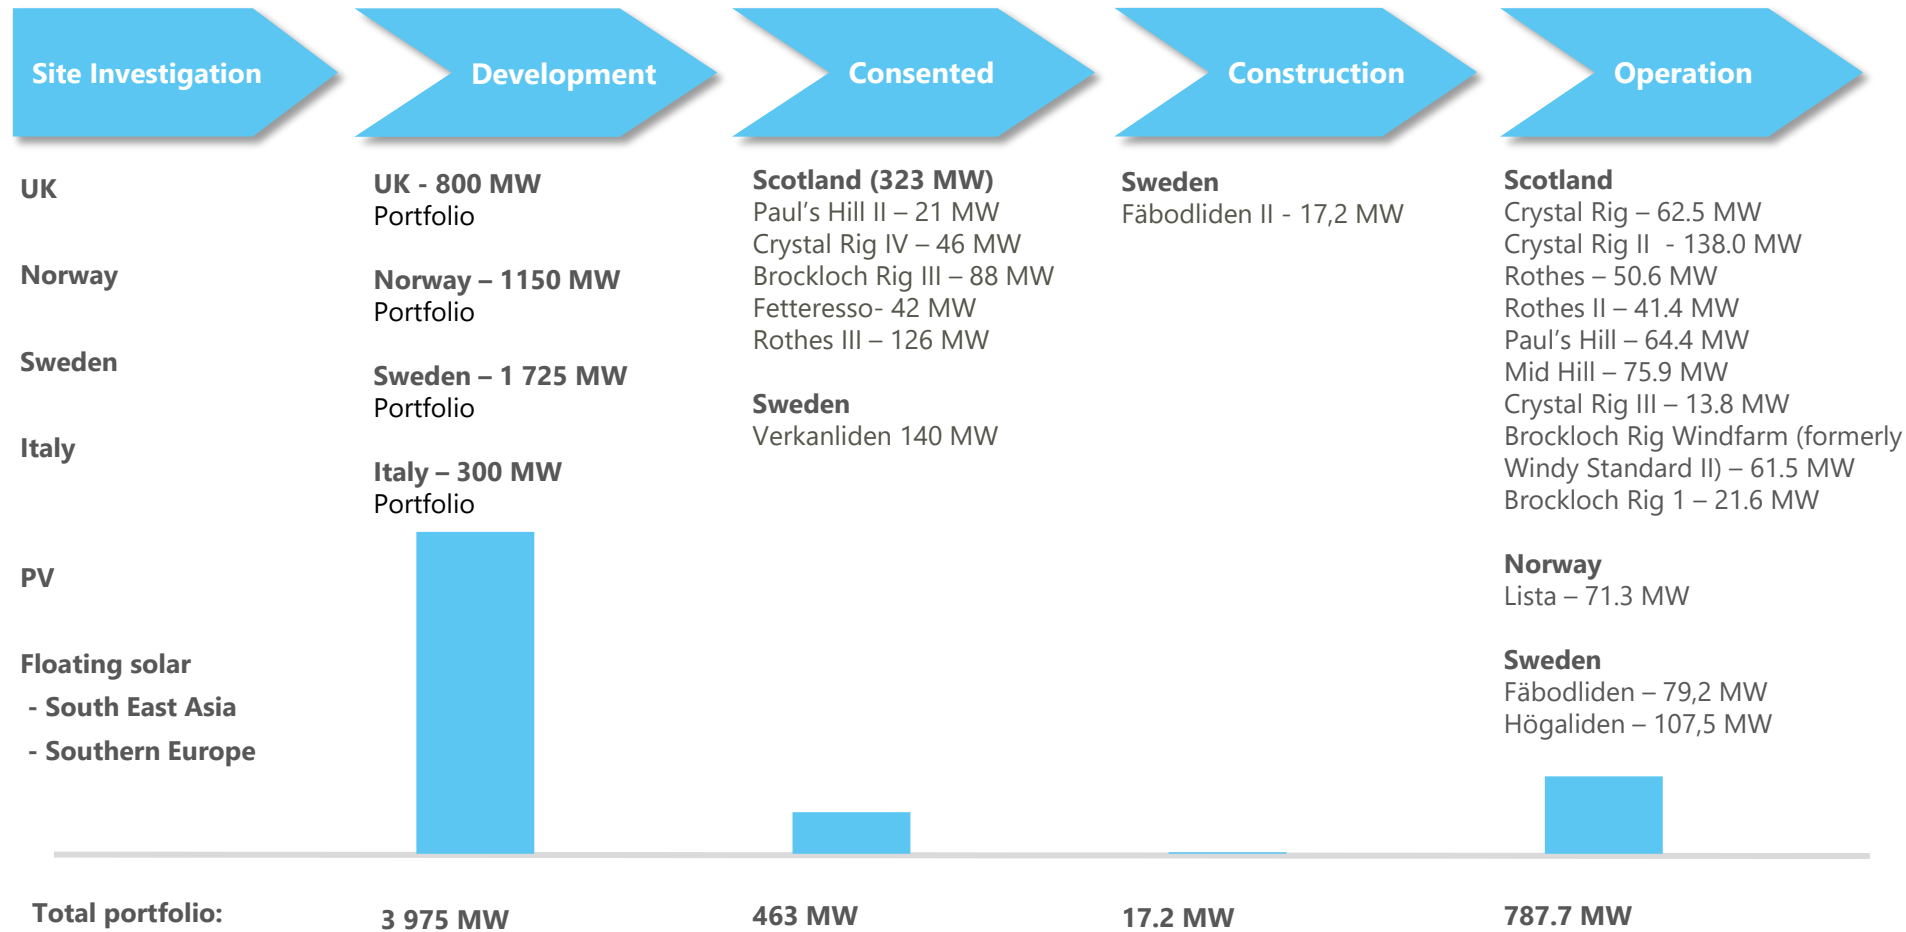 Site Investigation
Development
Consented
Construction
Operation
UK
Norway
Sweden
Italy
PV
Floating solar
- South East Asia
- Southern Europe
UK - 800 MW
Portfolio
Norway – 1150 MW
Portfolio
Sweden – 1 725 MW
Portfolio
Italy – 300 MW
Portfolio
Scotland (323 MW)
Paul’s Hill II – 21 MW
Crystal Rig IV – 46 MW
Brockloch Rig III – 88 MW
Fetteresso- 42 MW
Rothes III – 126 MW
Sweden
Verkanliden 140 MW
Sweden
Fäbodliden II - 17,2 MW
Scotland
Crystal Rig – 62.5 MW
Crystal Rig II  - 138.0 MW
Rothes – 50.6 MW
Rothes II – 41.4 MW
Paul’s Hill – 64.4 MW
Mid Hill – 75.9 MW
Crystal Rig III – 13.8 MW
Brockloch Rig Windfarm (formerly
Windy Standard II) – 61.5 MW
Brockloch Rig 1 – 21.6 MW
Norway
Lista – 71.3 MW
Sweden
Fäbodliden – 79,2 MW
Högaliden – 107,5 MW
Total portfolio:
3 975 MW
463 MW
17.2 MW
787.7 MW